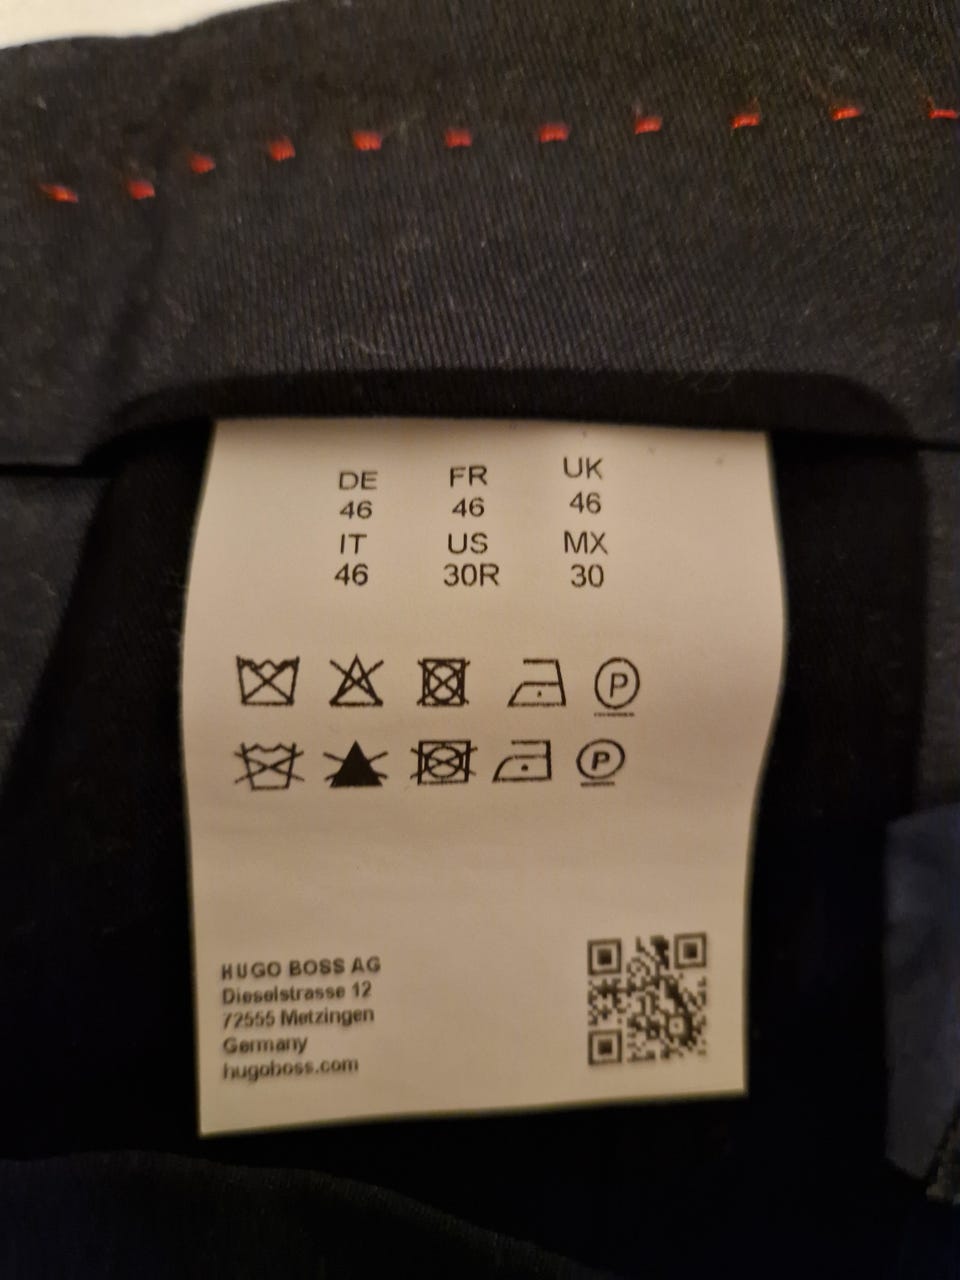 DE FR UK
46 46 46
IT US MX
46 30R 30
P
P
HUGO BOSS AG
Dieselstrasse 12
72555 Metzingen
Germany
hugoboss.com